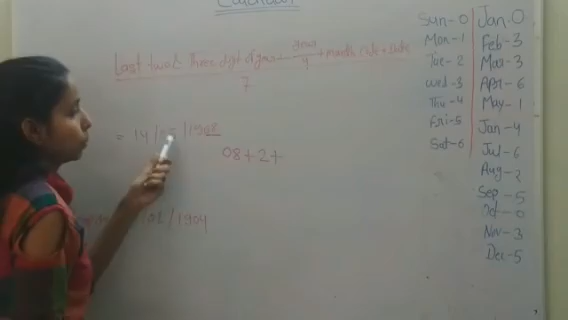 Calendar
Last two & three digit of year + year/4 + month code + date
7
= 14/ /1908
08+2+
02/1904
Sun-0
Mon-1
Tue-2
Wed-3
Thu-4
Fri-5
Sat-6
Jan-0
Feb-3
Mar-3
Apr-6
May-1
Jan-4
Jul-6
Aug-2
Sep-5
Oct-0
Nov-3
Dec-5